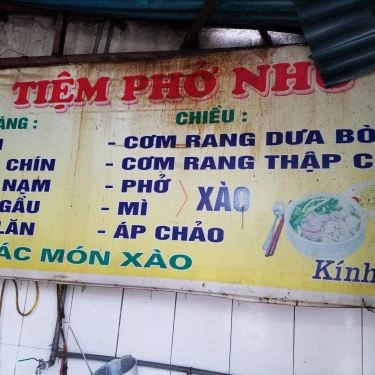 TIỆM PHỞ NHƯ
ÁNG :
CHÍN
NẠM
GẦU
LĂN
CHIỀU :
- CƠM RANG DƯA BÒ
- CƠM RANG THẬP C
- PHỞ
- MÌ
XÀO
- ÁP CHẢO
ÁC MÓN XÀO
Kính